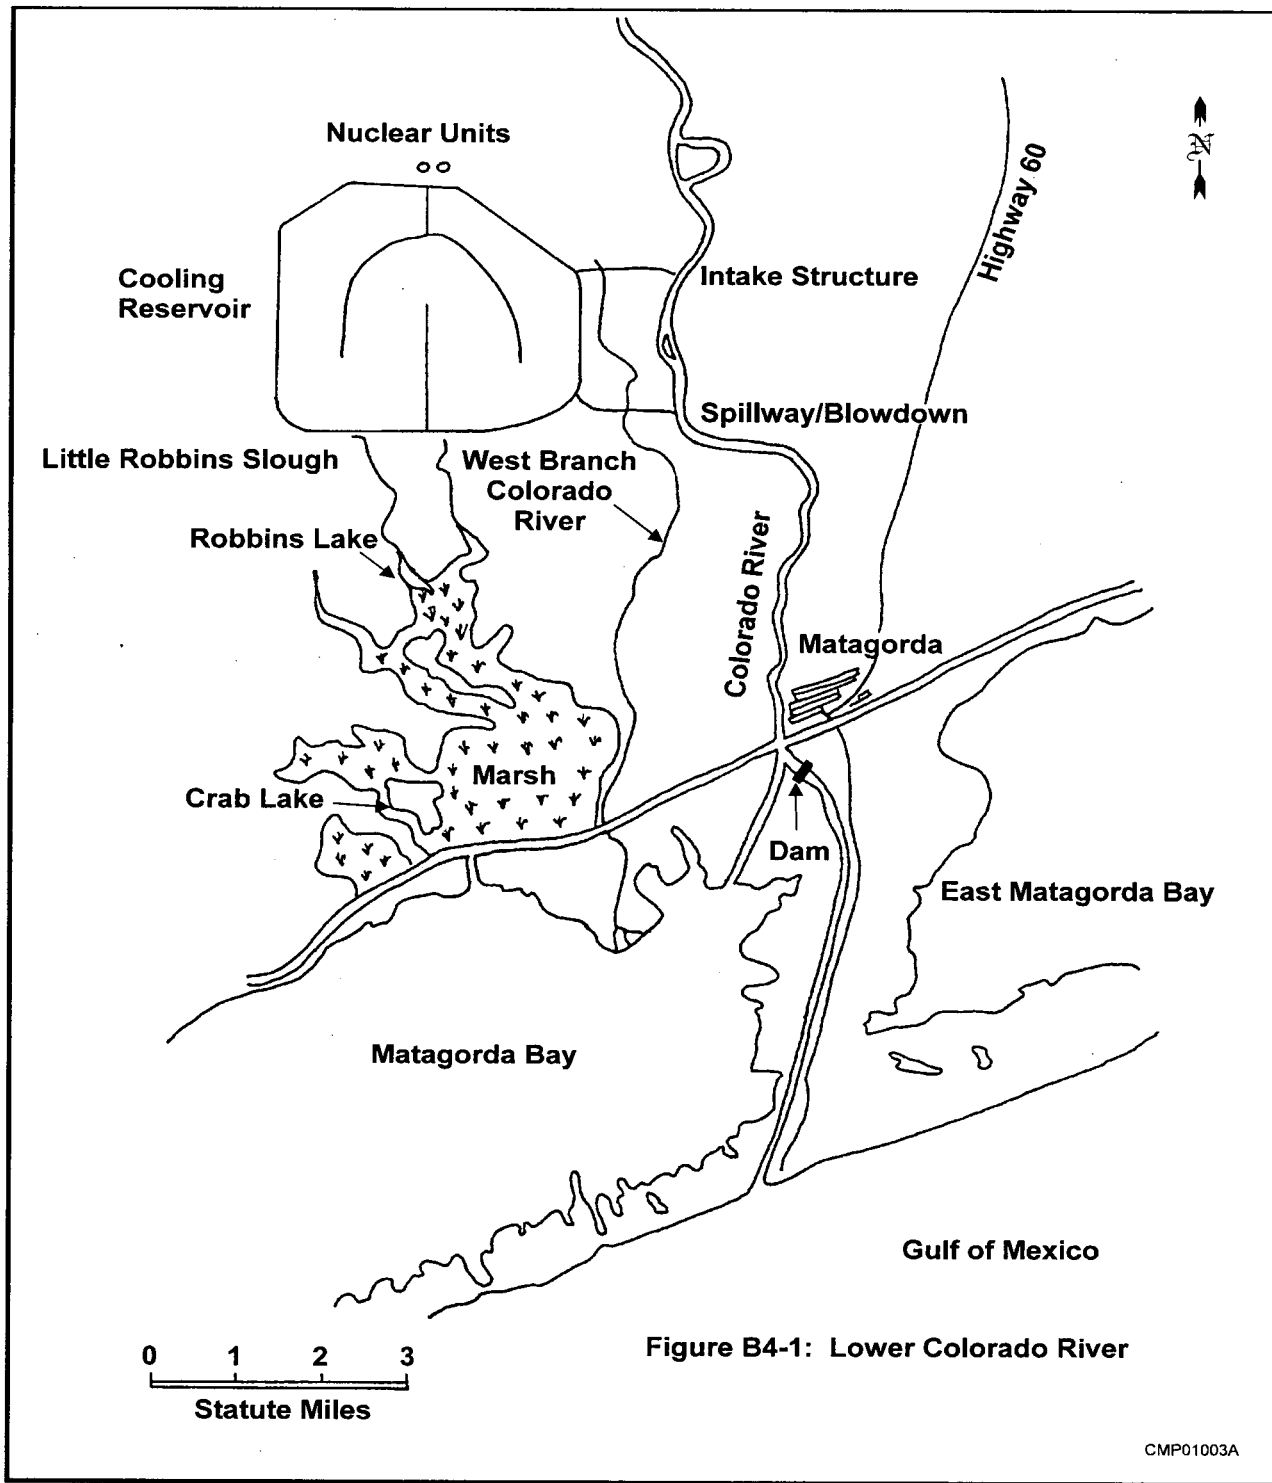 Nuclear Units
N
Highway 60
Cooling
Reservoir
Intake Structure
Spillway/Blowdown
Little Robbins Slough
West Branch
Colorado
River
Robbins Lake
Colorado River
Matagorda
Marsh
Crab Lake
Dam
East Matagorda Bay
Matagorda Bay
Gulf of Mexico
Figure B4-1: Lower Colorado River
0 1 2 3
Statute Miles
CMP01003A